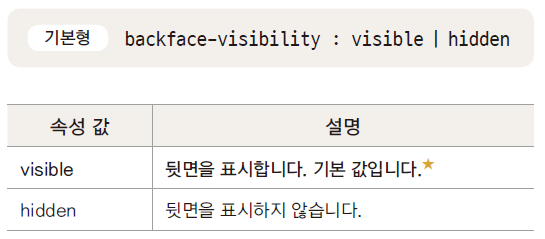 기본형 backface-visibility : visible | hidden
속성 값 설명
visible 뒷면을 표시합니다. 기본 값입니다.★
hidden 뒷면을 표시하지 않습니다.